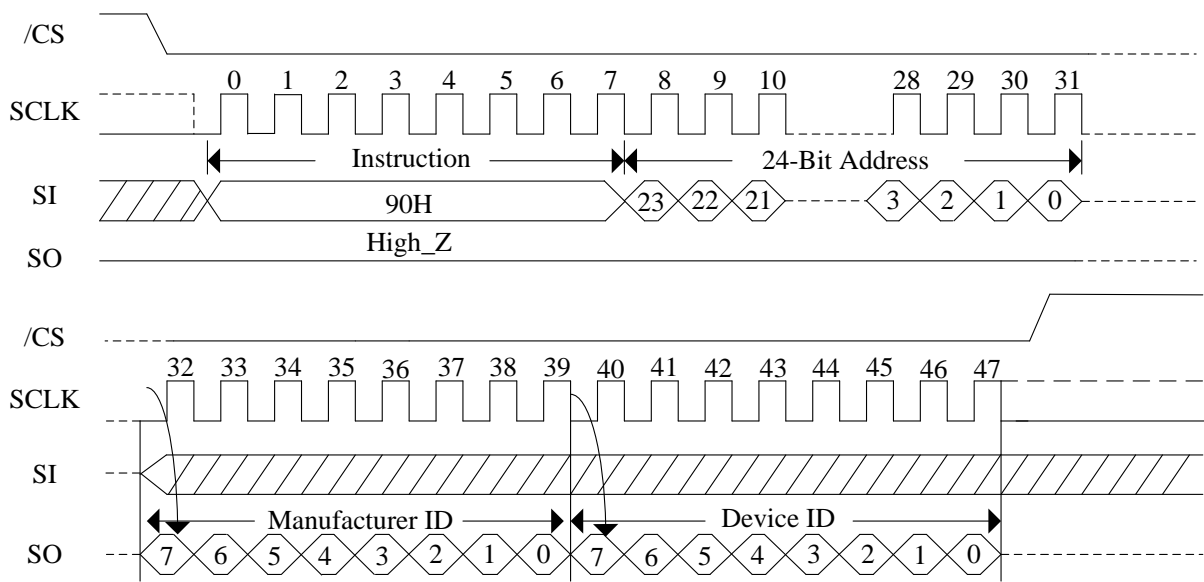 /CS
0 1 2 3 4 5 6 7 8 9 10 28 29 30 31
SCLK
Instruction 24-Bit Address
SI 90H 23 22 21 3 2 1 0
High_Z
SO
/CS
32 33 34 35 36 37 38 39 40 41 42 43 44 45 46 47
SCLK
SI
Manufacturer ID Device ID
SO 7 6 5 4 3 2 1 0 7 6 5 4 3 2 1 0